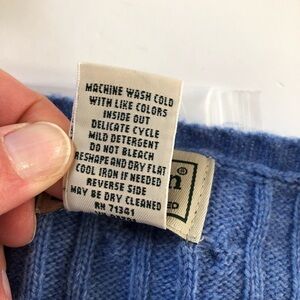 MACHINE WASH COLD
WITH LIKE COLORS
INSIDE OUT
DELICATE CYCLE
MILD DETERGENT
DO NOT BLEACH
RESHAPE AND DRY FLAT
COOL IRON IF NEEDED
REVERSE SIDE
MAY BE DRY CLEANED
RN 71341